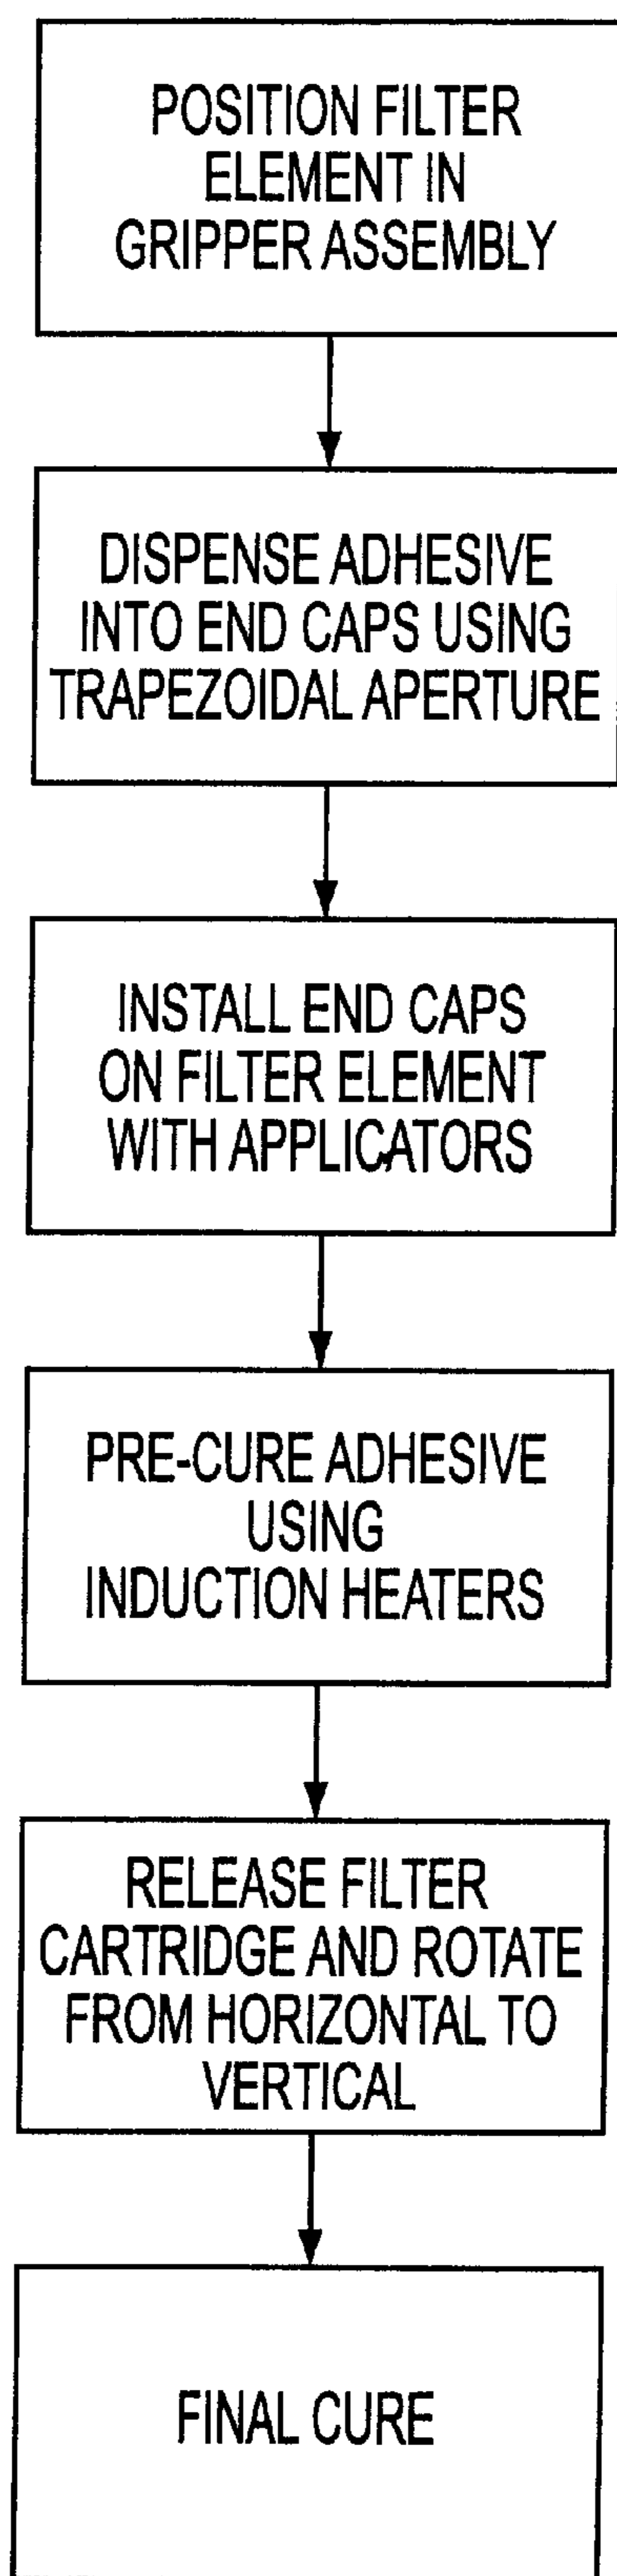 POSITION FILTER
ELEMENT IN
GRIPPER ASSEMBLY
DISPENSE ADHESIVE
INTO END CAPS USING
TRAPEZOIDAL APERTURE
INSTALL END CAPS
ON FILTER ELEMENT
WITH APPLICATORS
PRE-CURE ADHESIVE
USING
INDUCTION HEATERS
RELEASE FILTER
CARTRIDGE AND ROTATE
FROM HORIZONTAL TO
VERTICAL
FINAL CURE